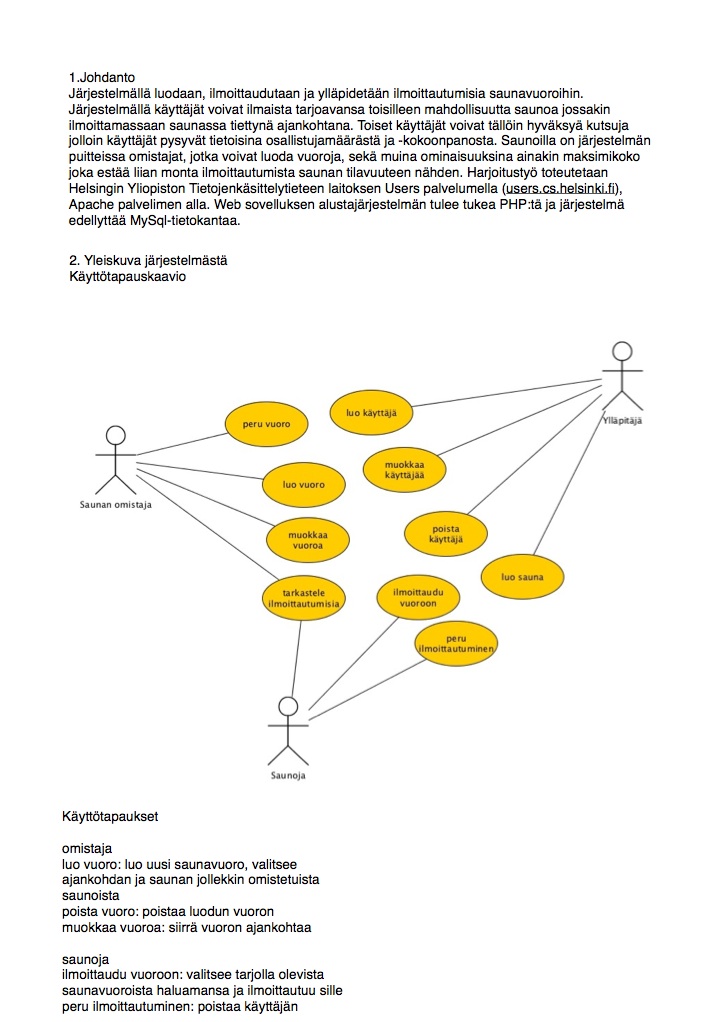 1.Johdanto
Järjestelmällä luodaan, ilmoittaudutaan ja ylläpidetään ilmoittautumisia saunavuoroihin.
Järjestelmällä käyttäjät voivat ilmaista tarjoavansa toisilleen mahdollisuutta saunoa jossakin
ilmoittamassaan saunassa tiettynä ajankohtana. Toiset käyttäjät voivat tällöin hyväksyä kutsuja
jolloin käyttäjät pysyvät tietoisina osallistujamäärästä ja -kokoonpanosta. Saunoilla on järjestelmän
puitteissa omistajat, jotka voivat luoda vuoroja, sekä muina ominaisuuksina ainakin maksimikoko
joka estää liian monta ilmoittautumista saunan tilavuuteen nähden. Harjoitustyö toteutetaan
Helsingin Yliopiston Tietojenkäsittelytieteen laitoksen Users palvelumella (users.cs.helsinki.fi),
Apache palvelimen alla. Web sovelluksen alustajärjestelmän tulee tukea PHP:tä ja järjestelmä
edellyttää MySql-tietokantaa.
2. Yleiskuva järjestelmästä
Käyttötapauskaavio
luo käyttäjä
Ylläpitäjä
peru vuoro
muokkaa
käyttäjää
luo vuoro
Saunan omistaja
muokkaa
vuoroa
poista
käyttäjä
luo sauna
tarkastele
ilmoittautumisia
ilmoittaudu
vuoroon
peru
ilmoittautuminen
Saunoja
Käyttötapaukset
omistaja
luo vuoro: luo uusi saunavuoro, valitsee
ajankohdan ja saunan jollekkin omistetuista
saunoista
poista vuoro: poistaa luodun vuoron
muokkaa vuoroa: siirrä vuoron ajankohtaa
saunoja
ilmoittaudu vuoroon: valitsee tarjolla olevista
saunavuoroista haluamansa ja ilmoittautuu sille
peru ilmoittautuminen: poistaa käyttäjän